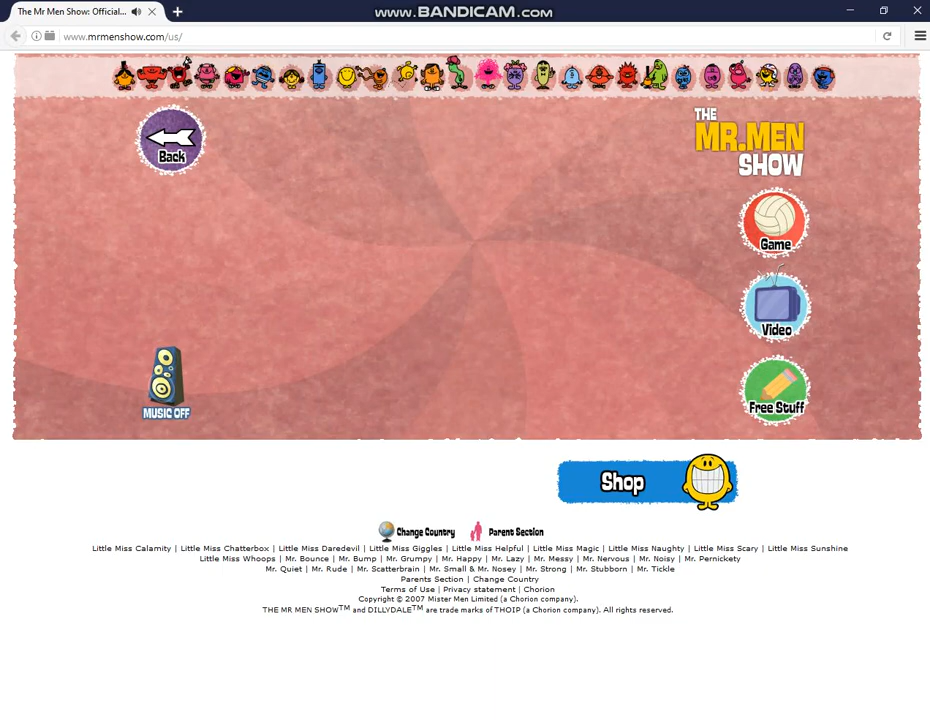 The Mr Men Show: Official...
www.BANDICAM.com
www.mrmenshow.com/us/
Back
THE
MR.MEN
SHOW
Game
Video
MUSIC OFF
Free Stuff
Shop
Change Country Parent Section
Little Miss Calamity | Little Miss Chatterbox | Little Miss Daredevil | Little Miss Giggles | Little Miss Helpful | Little Miss Magic | Little Miss Naughty | Little Miss Scary | Little Miss Sunshine
Little Miss Whoops | Mr. Bounce | Mr. Bump | Mr. Grumpy | Mr. Happy | Mr. Lazy | Mr. Messy | Mr. Nervous | Mr. Noisy | Mr. Pernickety
Mr. Quiet | Mr. Rude | Mr. Scatterbrain | Mr. Small & Mr. Nosey | Mr. Strong | Mr. Stubborn | Mr. Tickle
Parents Section | Change Country
Terms of Use | Privacy statement | Chorion
Copyright © 2007 Mister Men Limited (a Chorion company).
THE MR MEN SHOW™ and DILLYDALE™ are trade marks of THOIP (a Chorion company). All rights reserved.